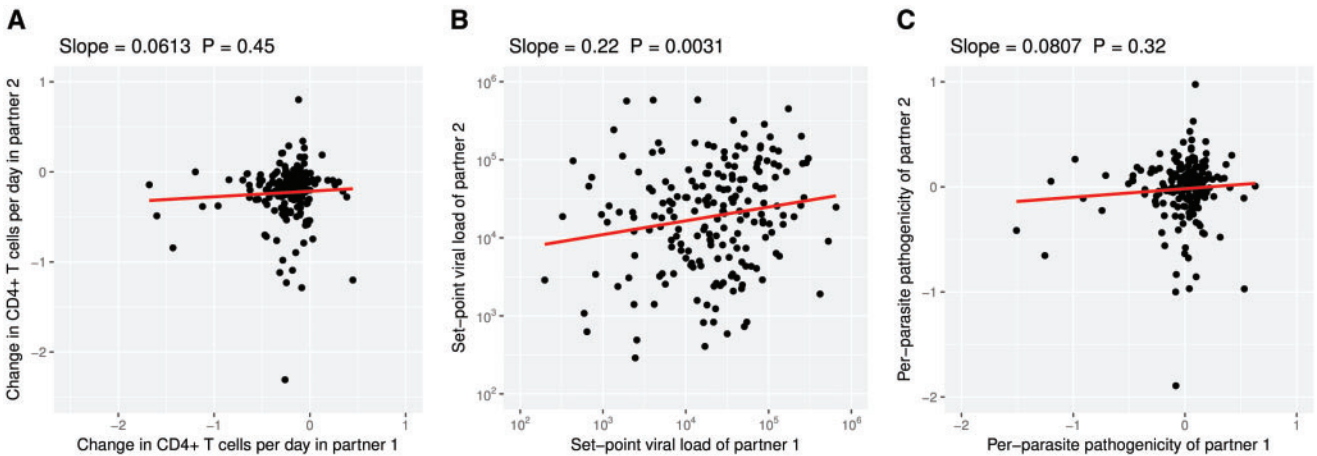 A
Slope = 0.0613 P = 0.45
Change in CD4+ T cells per day in partner 2
1
0
−1
−2
−2
−1
0
1
Change in CD4+ T cells per day in partner 1
B
Slope = 0.22 P = 0.0031
Set−point viral load of partner 2
10⁶
10⁵
10⁴
10³
10²
10²
10³
10⁴
10⁵
10⁶
Set−point viral load of partner 1
C
Slope = 0.0807 P = 0.32
Per−parasite pathogenicity of partner 2
1
0
−1
−2
−2
−1
0
1
Per−parasite pathogenicity of partner 1